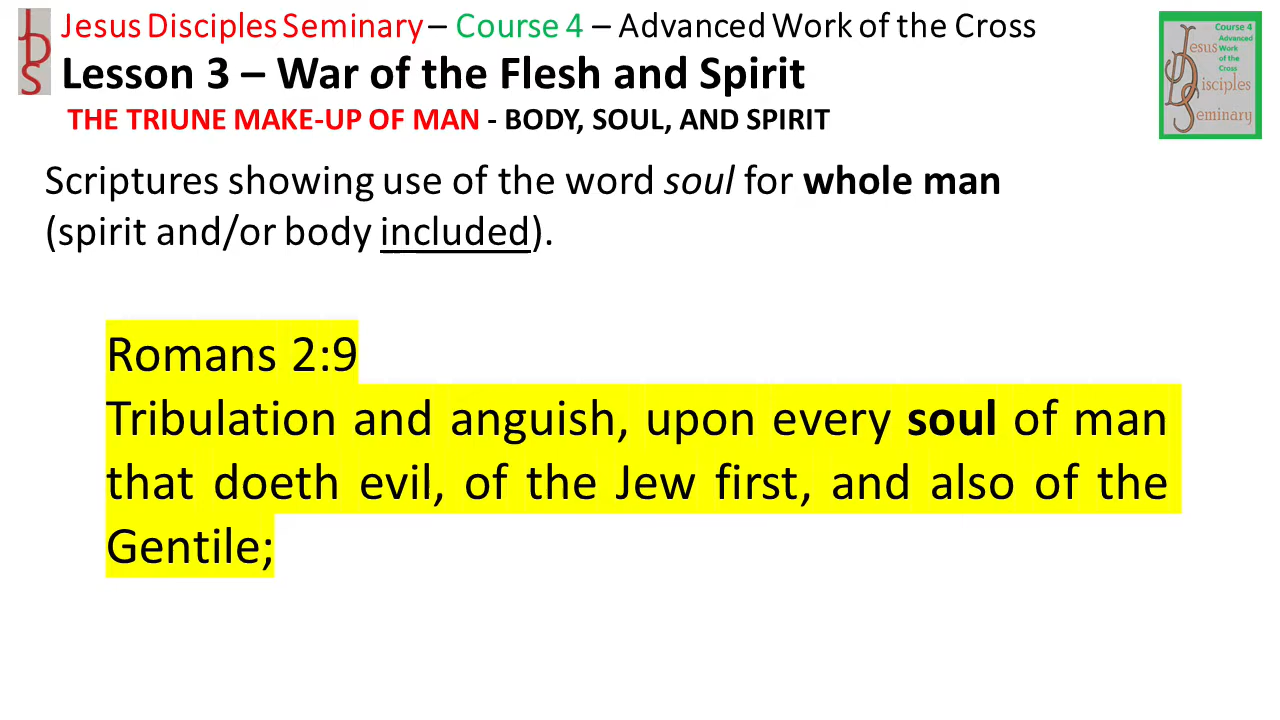 JDS
Jesus Disciples Seminary – Course 4 – Advanced Work of the Cross
Lesson 3 – War of the Flesh and Spirit
THE TRIUNE MAKE-UP OF MAN - BODY, SOUL, AND SPIRIT
Course 4
Advanced
Work
of the
Cross
Jesus
Disciples
Seminary
Scriptures showing use of the word soul for whole man
(spirit and/or body included).
Romans 2:9
Tribulation and anguish, upon every soul of man
that doeth evil, of the Jew first, and also of the
Gentile;